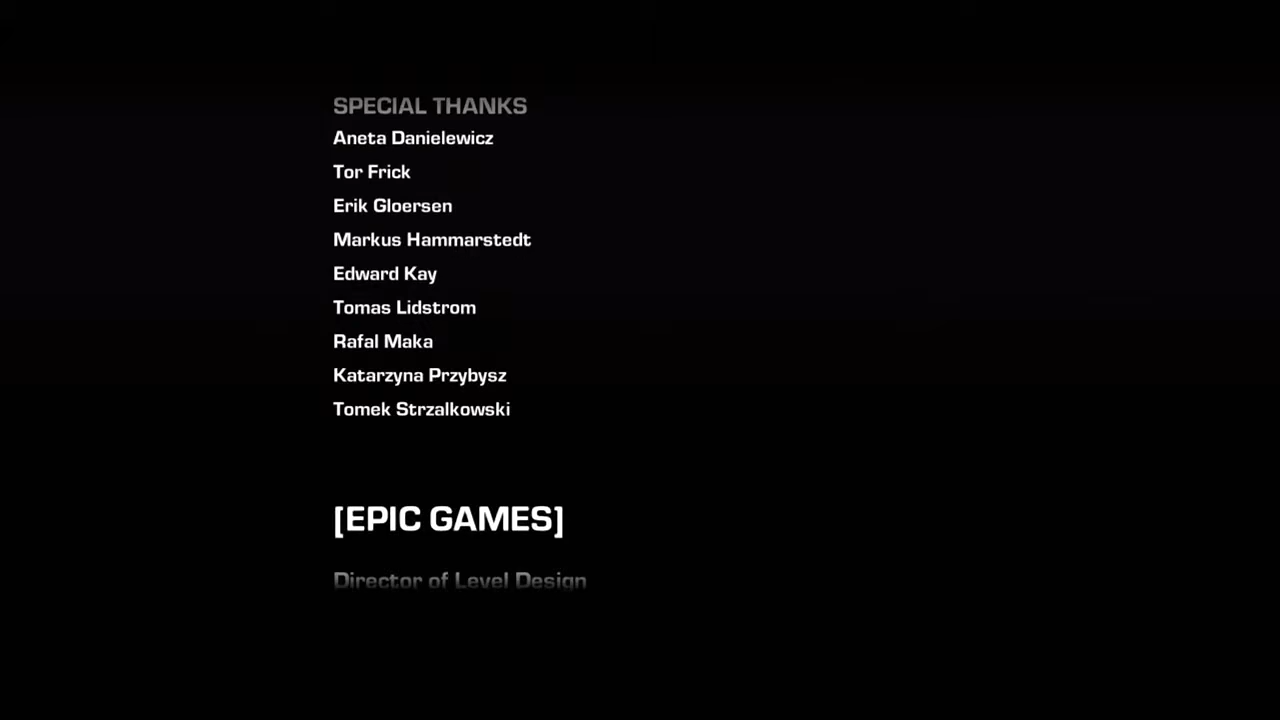 SPECIAL THANKS
Aneta Danielewicz
Tor Frick
Erik Gloersen
Markus Hammarstedt
Edward Kay
Tomas Lidstrom
Rafal Maka
Katarzyna Przybysz
Tomek Strzalkowski
[EPIC GAMES]
Director of Level Design